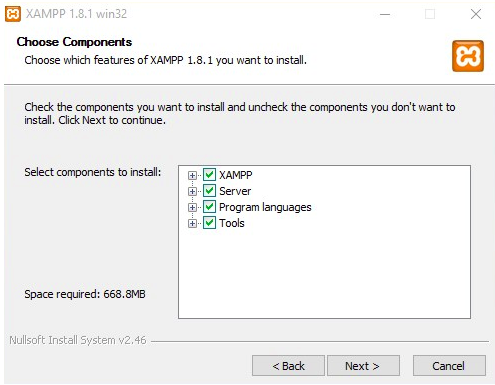 XAMPP 1.8.1 win32
Choose Components
Choose which features of XAMPP 1.8.1 you want to install.
Check the components you want to install and uncheck the components you don't want to
install. Click Next to continue.
Select components to install:
XAMPP
Server
Program languages
Tools
Space required: 668.8MB
Nullsoft Install System v2.46
< Back
Next >
Cancel